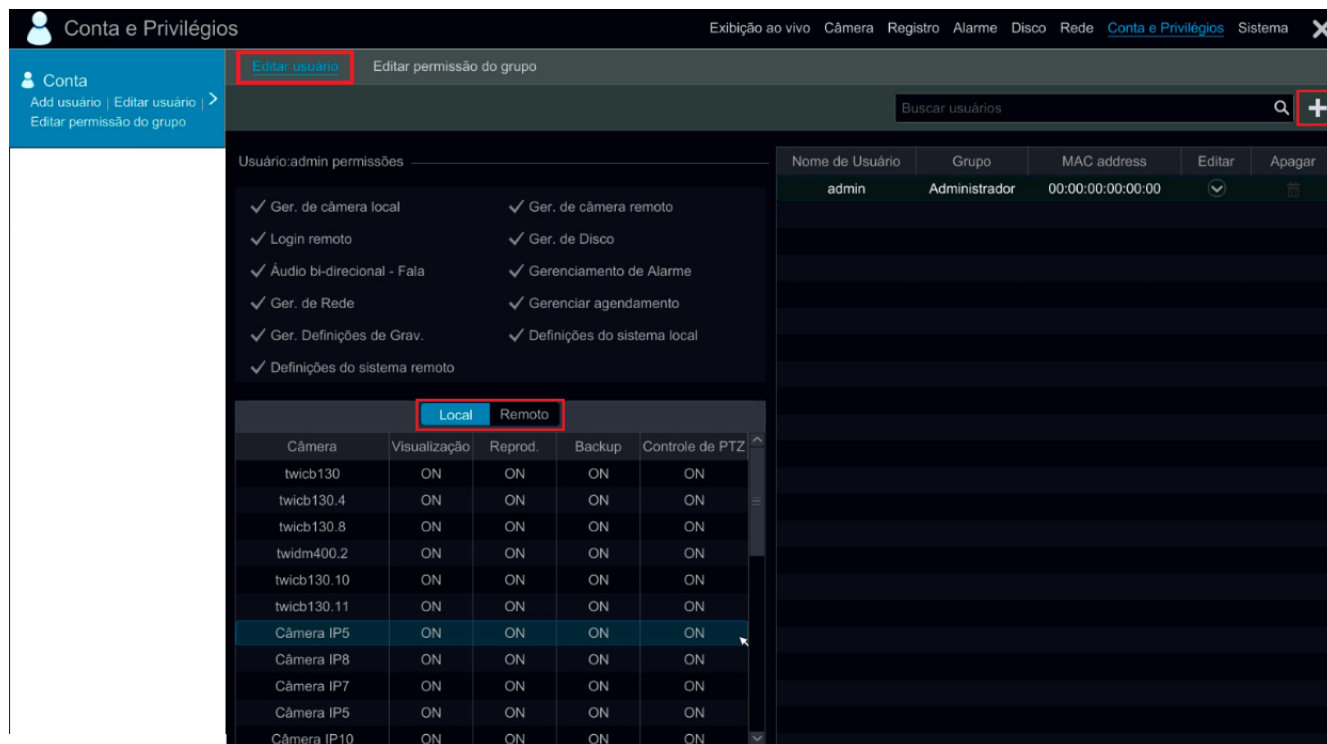 Conta e Privilégios
Exibição ao vivo Câmera Registro Alarme Disco Rede Conta e Privilégios Sistema
Conta
Add usuário | Editar usuário |
Editar permissão do grupo
Editar usuário Editar permissão do grupo
Buscar usuários
Usuário:admin permissões
Ger. de câmera local Ger. de câmera remoto
Login remoto Ger. de Disco
Áudio bi-direcional - Fala Gerenciamento de Alarme
Ger. de Rede Gerenciar agendamento
Ger. Definições de Grav. Definições do sistema local
Definições do sistema remoto
Local Remoto
Câmera Visualização Reprod. Backup Controle de PTZ
twicb130 ON ON ON ON
twicb130.4 ON ON ON ON
twicb130.8 ON ON ON ON
twidm400.2 ON ON ON ON
twicb130.10 ON ON ON ON
twicb130.11 ON ON ON ON
Câmera IP5 ON ON ON ON
Câmera IP8 ON ON ON ON
Câmera IP7 ON ON ON ON
Câmera IP5 ON ON ON ON
Câmera IP10 ON ON ON ON
Nome de Usuário Grupo MAC address Editar Apagar
admin Administrador 00:00:00:00:00:00